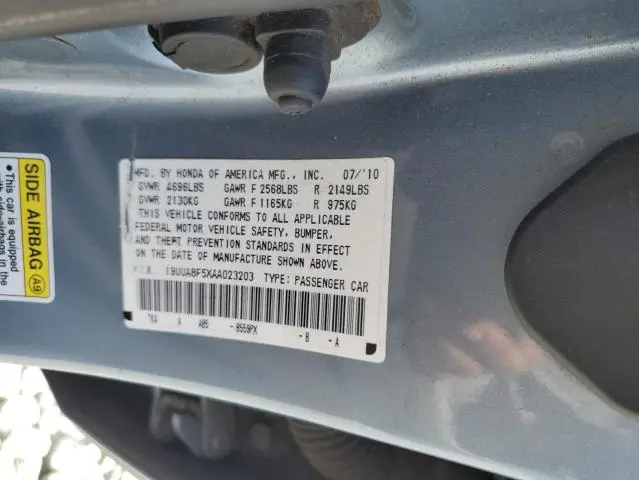 MFD. BY HONDA OF AMERICA MFG., INC. 07/'10
GVWR 4696LBS GAWR F 2568LBS R 2149LBS
GVWR 2130KG GAWR F 1165KG R 975KG
THIS VEHICLE CONFORMS TO ALL APPLICABLE
FEDERAL MOTOR VEHICLE SAFETY, BUMPER,
AND THEFT PREVENTION STANDARDS IN EFFECT
ON THE DATE OF MANUFACTURE SHOWN ABOVE.
V.I.N. 19UUA8F5XAA023203 TYPE: PASSENGER CAR
TK4 A AB5 -B559PX -B -A
SIDE AIRBAG A9
•This car is equipped